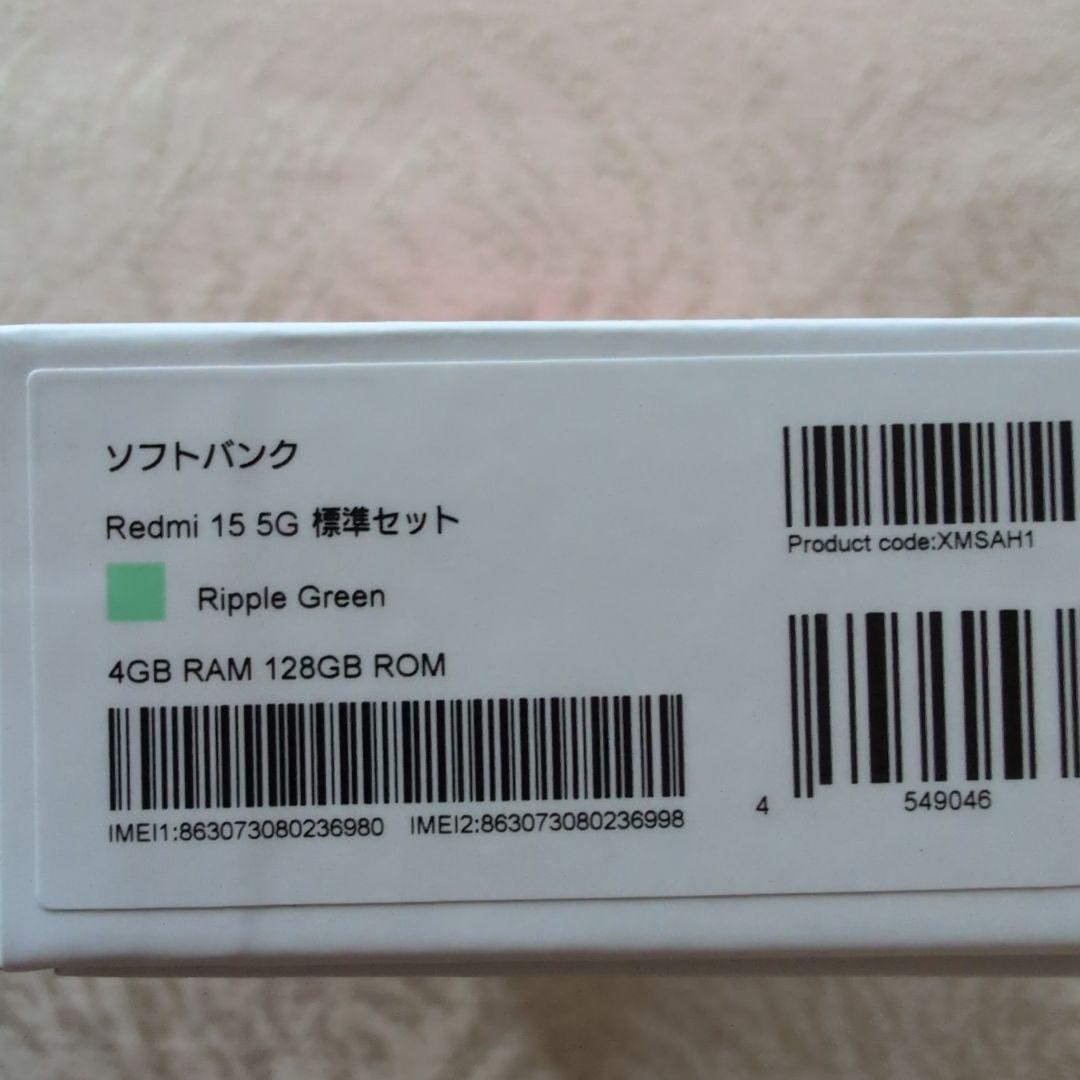 ソフトバンク
Redmi 15 5G 標準セット
Ripple Green
4GB RAM 128GB ROM
IMEI1:863073080236980 IMEI2:863073080236998
Product code:XMSAH1
4 549046